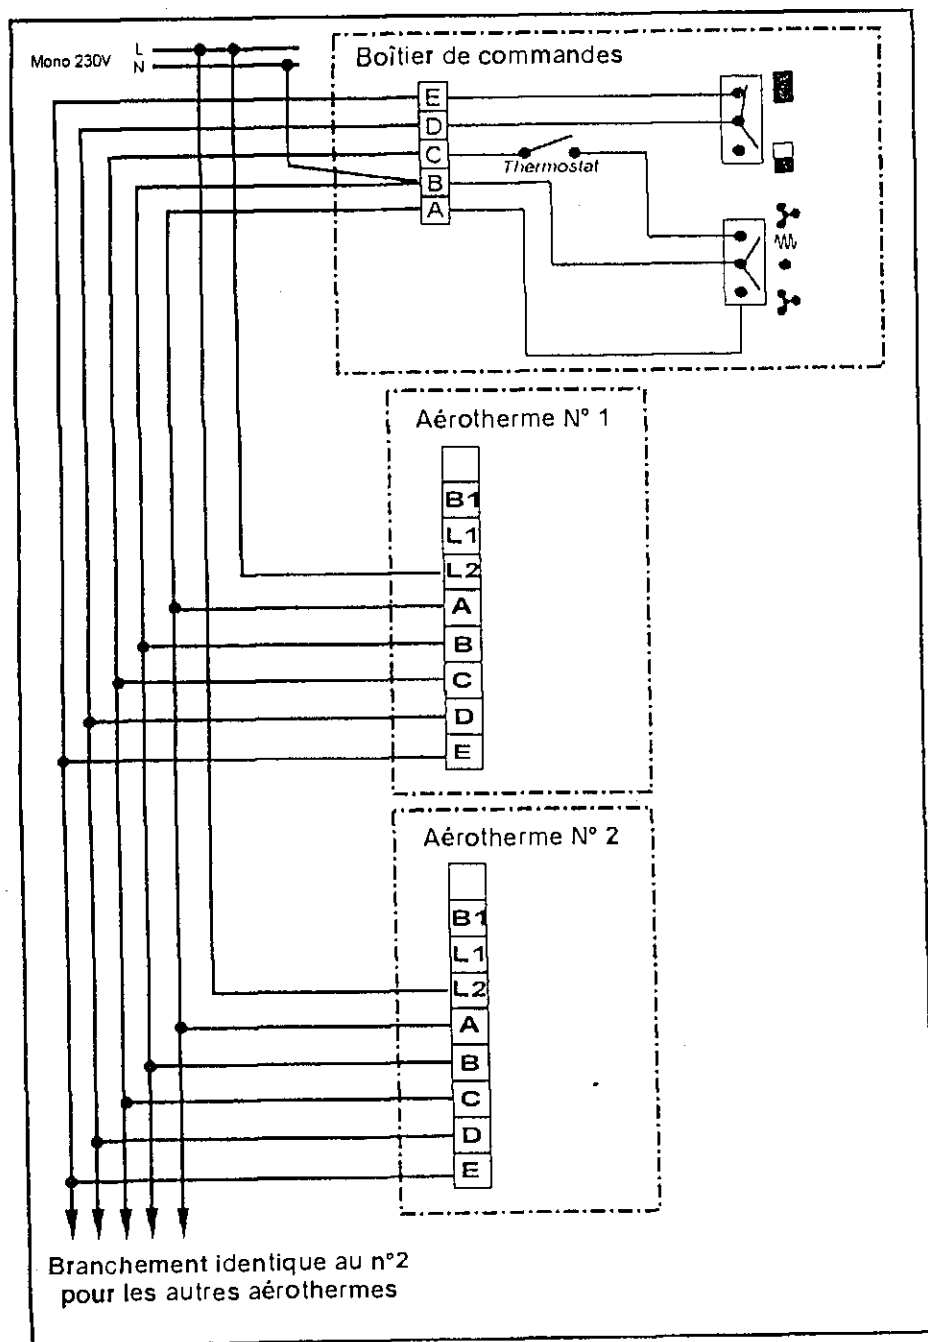 L
Mono 230V
N
Boîtier de commandes
E
D
C
Thermostat
B
A
Aérotherme N° 1
B1
L1
L2
A
B
C
D
E
Aérotherme N° 2
B1
L1
L2
A
B
C
D
E
Branchement identique au n°2
pour les autres aérothermes